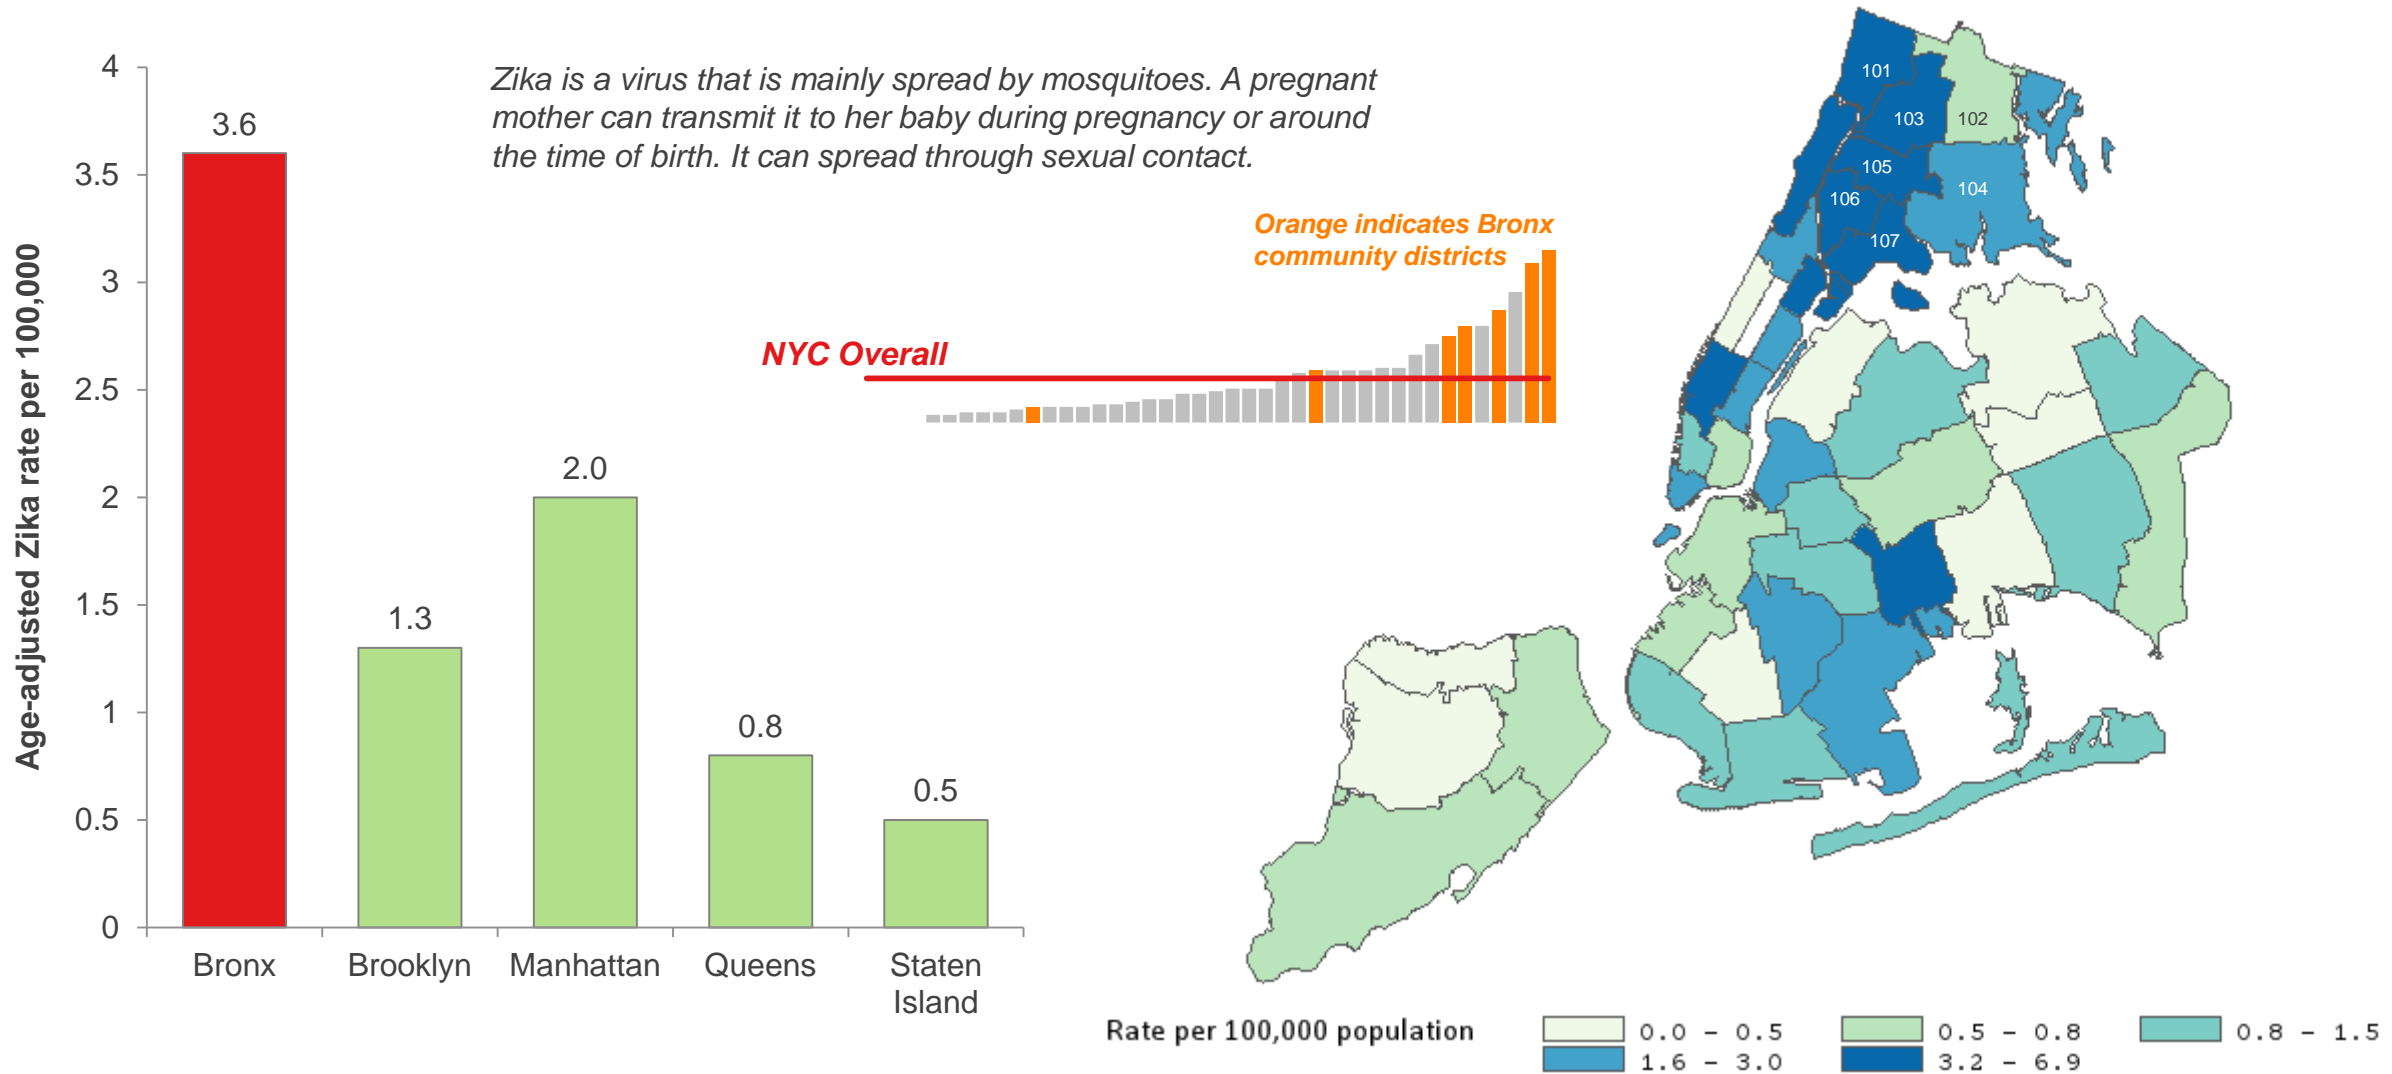 Age-adjusted Zika rate per 100,000
4
3.5
3
2.5
2
1.5
1
0.5
0
3.6
1.3
2.0
0.8
0.5
Bronx
Brooklyn
Manhattan
Queens
Staten
Island
Zika is a virus that is mainly spread by mosquitoes. A pregnant
mother can transmit it to her baby during pregnancy or around
the time of birth. It can spread through sexual contact.
Orange indicates Bronx
community districts
NYC Overall
101
103
102
105
104
106
107
Rate per 100,000 population
0.0 – 0.5
0.5 – 0.8
0.8 – 1.5
1.6 – 3.0
3.2 – 6.9